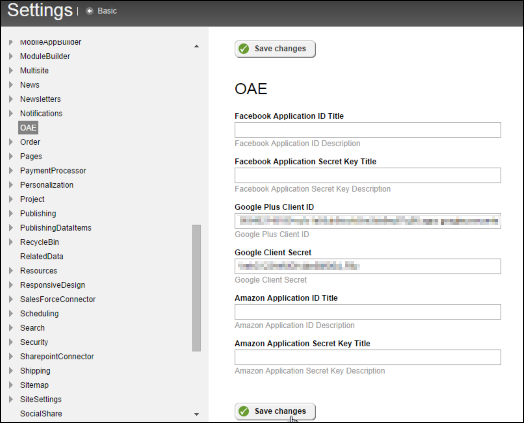 Settings | Basic
MobileAppBuilder
ModuleBuilder
Multisite
News
Newsletters
Notifications
OAE
Order
Pages
PaymentProcessor
Personalization
Project
Publishing
PublishingDataItems
RecycleBin
RelatedData
Resources
ResponsiveDesign
SalesForceConnector
Scheduling
Search
Security
SharepointConnector
Shipping
Sitemap
SiteSettings
SocialShare
Save changes
OAE
Facebook Application ID Title
Facebook Application ID Description
Facebook Application Secret Key Title
Facebook Application Secret Key Description
Google Plus Client ID
Google Plus Client ID
Google Client Secret
Google Client Secret
Amazon Application ID Title
Amazon Application ID Description
Amazon Application Secret Key Title
Amazon Application Secret Key Description
Save changes